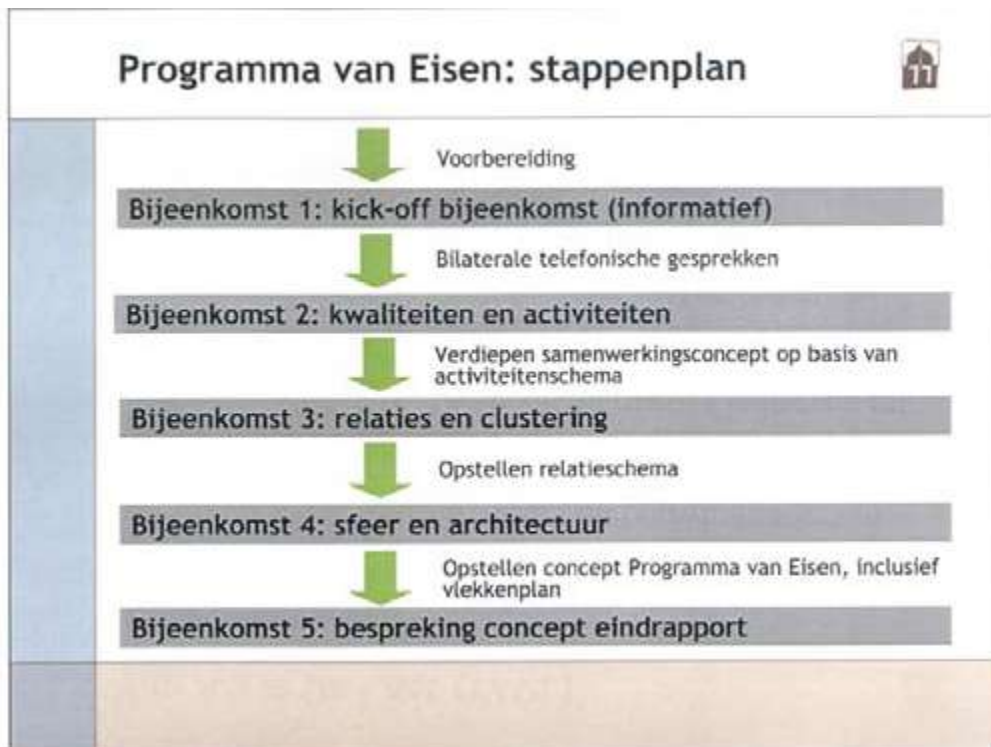 Programma van Eisen: stappenplan
Voorbereiding
Bijeenkomst 1: kick-off bijeenkomst (informatief)
Bilaterale telefonische gesprekken
Bijeenkomst 2: kwaliteiten en activiteiten
Verdiepen samenwerkingsconcept op basis van
activiteitenschema
Bijeenkomst 3: relaties en clustering
Opstellen relatieschema
Bijeenkomst 4: sfeer en architectuur
Opstellen concept Programma van Eisen, inclusief
vlekkenplan
Bijeenkomst 5: bespreking concept eindrapport